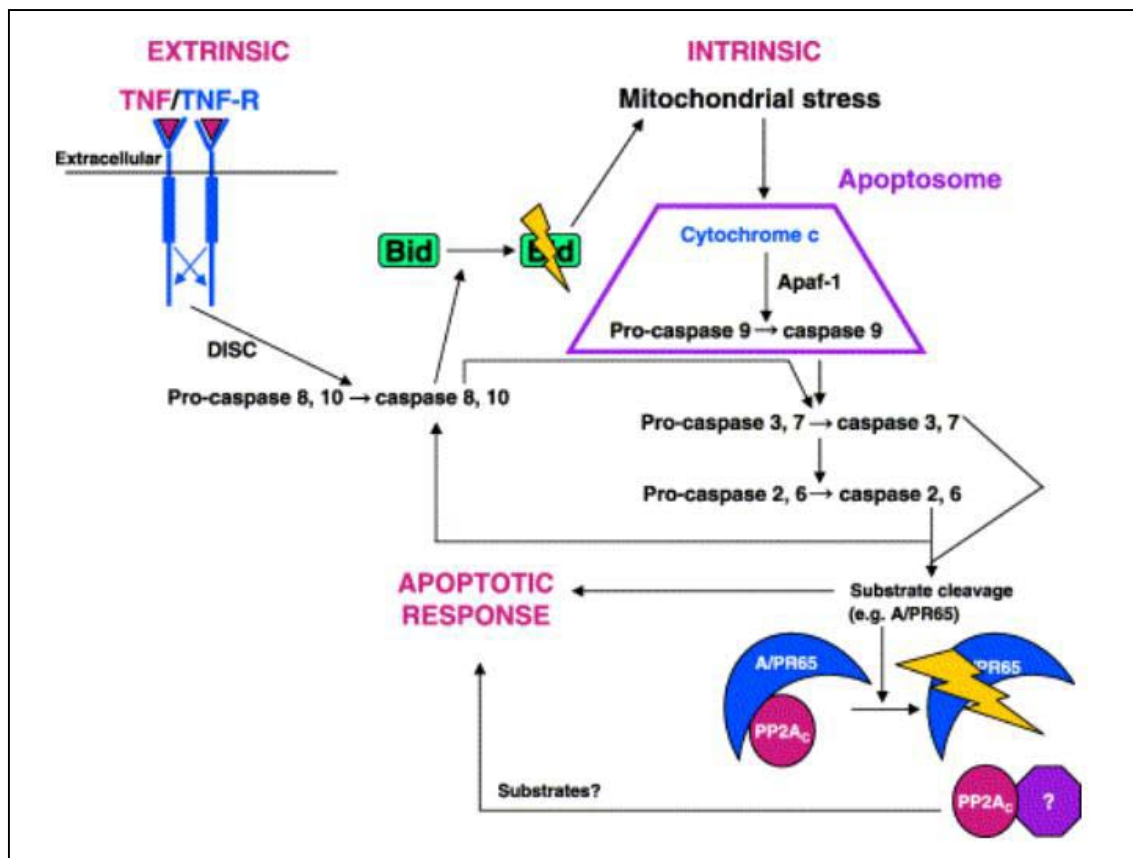 EXTRINSIC
INTRINSIC
TNF/TNF-R
Mitochondrial stress
Extracellular
Apoptosome
Bid
Bid
Cytochrome c
Apaf-1
Pro-caspase 9 → caspase 9
DISC
Pro-caspase 8, 10 → caspase 8, 10
Pro-caspase 3, 7 → caspase 3, 7
Pro-caspase 2, 6 → caspase 2, 6
APOPTOTIC
RESPONSE
Substrate cleavage
(e.g. A/PR65)
A/PR65
/PR65
PP2Ac
Substrates?
PP2Ac
?